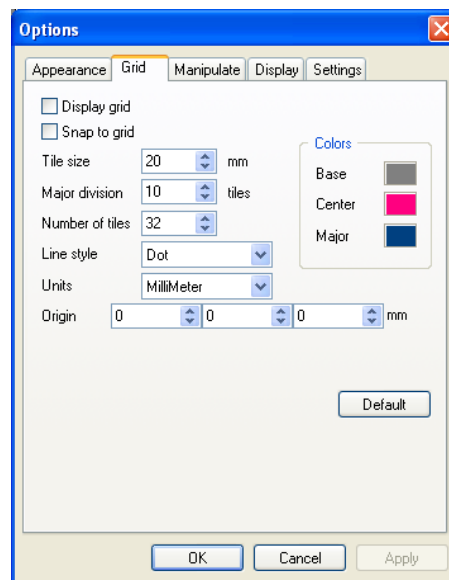 Options
Appearance Grid Manipulate Display Settings
Display grid
Snap to grid
Colors
Tile size 20 mm
Base
Major division 10 tiles
Center
Number of tiles 32
Major
Line style Dot
Units MilliMeter
Origin 0 0 0 mm
Default
OK Cancel Apply